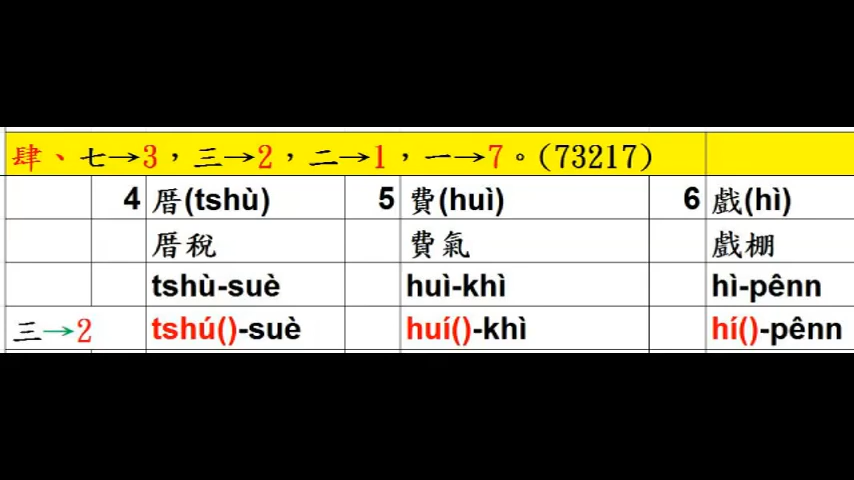 肆、七→3，三→2，二→1，一→7。(73217)
4 厝(tshù) 5 費(huì) 6 戲(hì)
厝稅 費氣 戲棚
tshù-suè huì-khì hì-pênn
三→2 tshú()-suè huí()-khì hí()-pênn